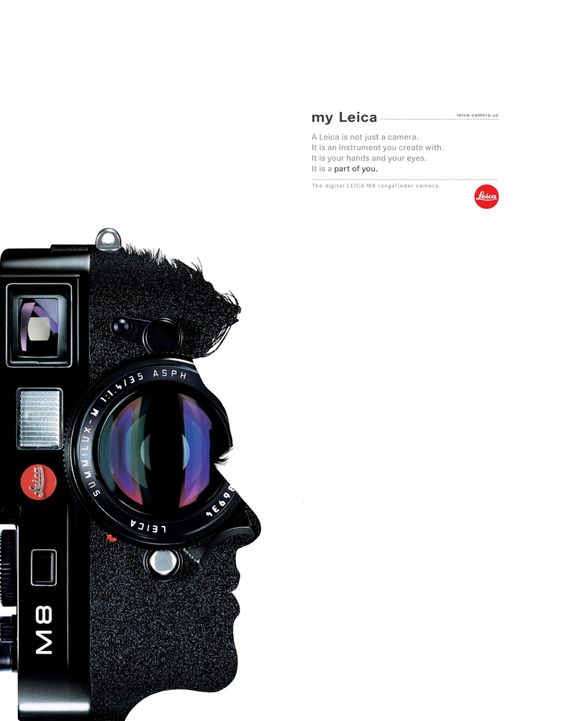 my Leica
leica-camera.us
A Leica is not just a camera.
It is an instrument you create with.
It is your hands and your eyes.
It is a part of you.
The digital LEICA M8 rangefinder camera.
Leica
SUMMILUX-M 1:1.4/35 ASPH.
LEICA
Leica
M8